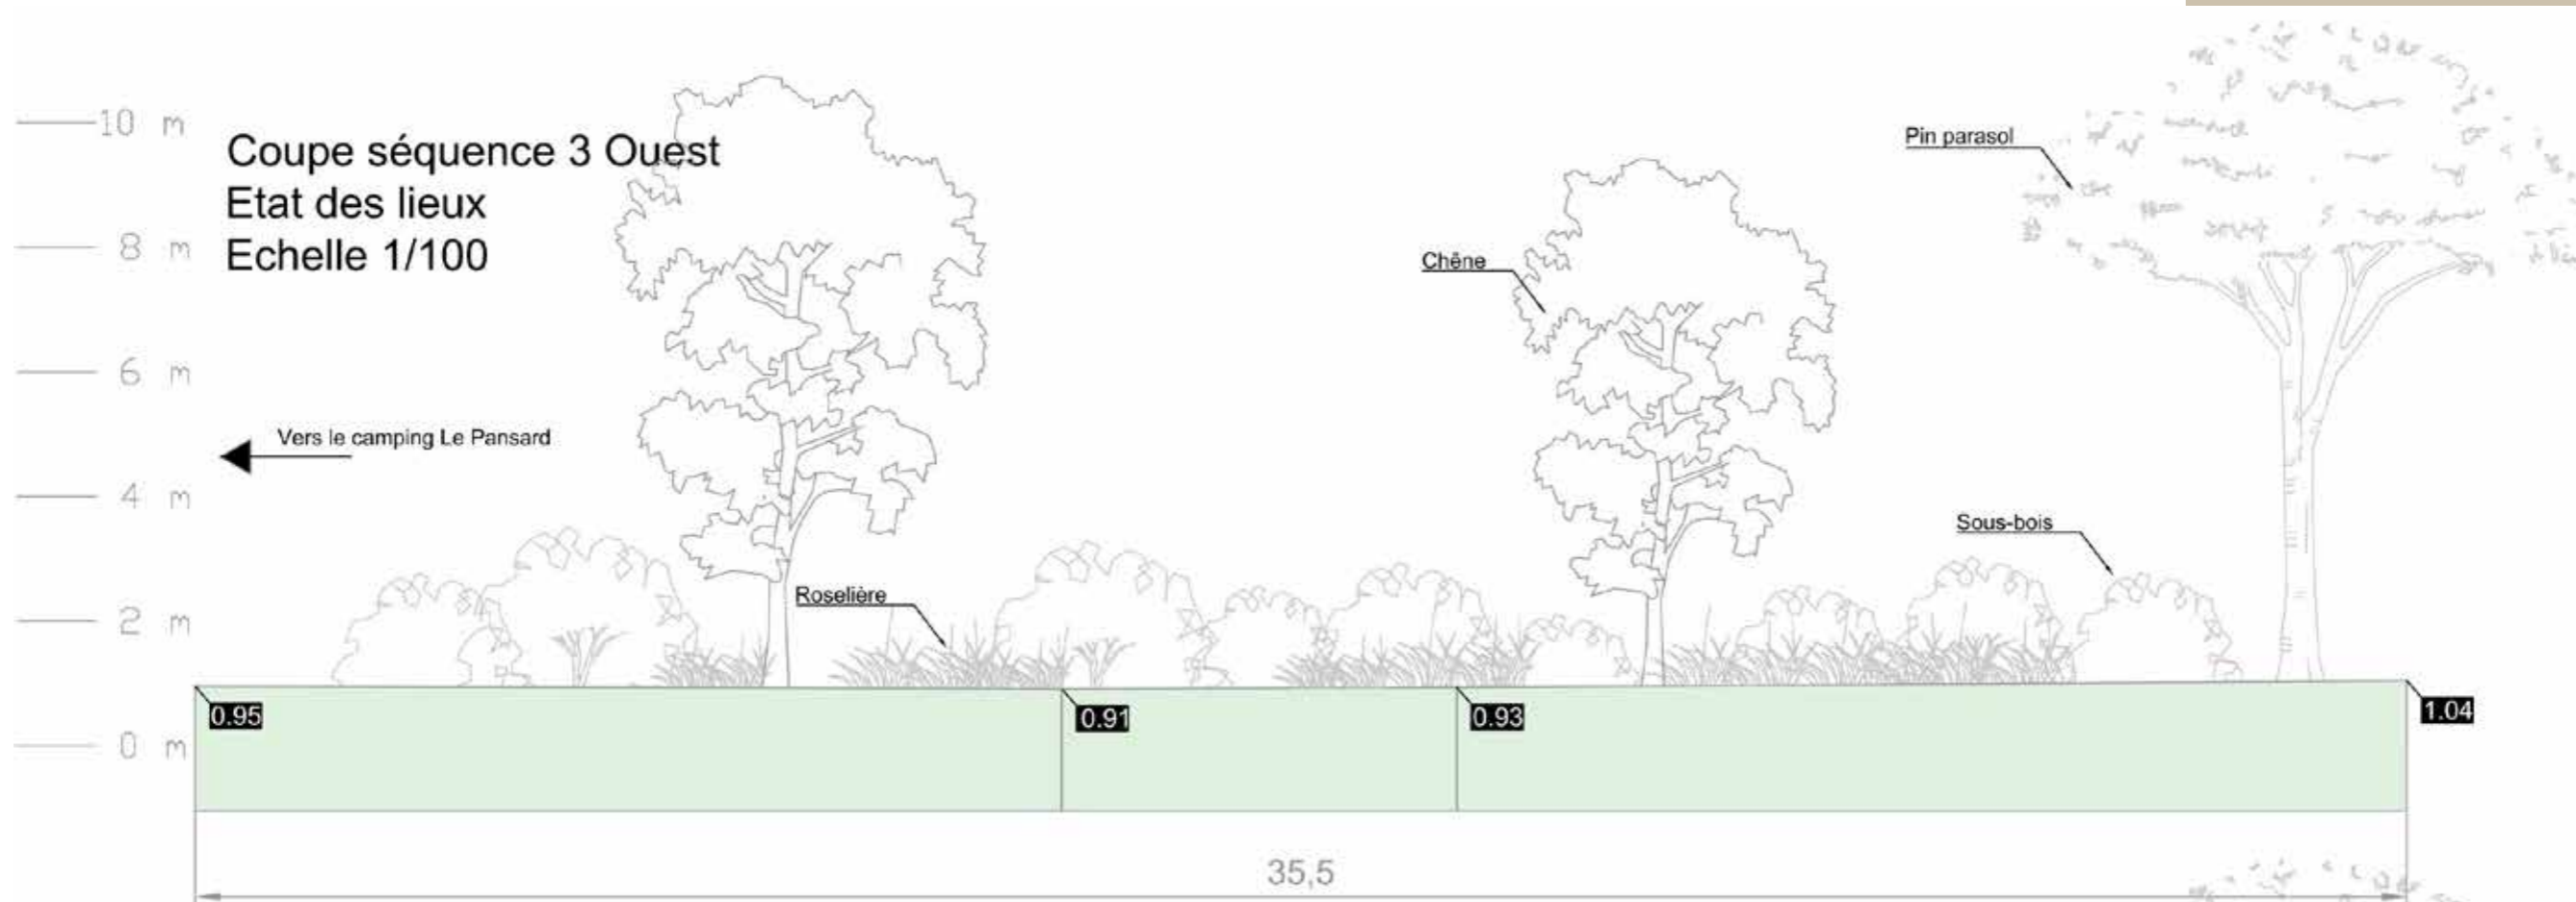 10 m
Coupe séquence 3 Ouest
Etat des lieux
Echelle 1/100
8 m
6 m
4 m
2 m
0 m
Vers le camping Le Pansard
Roselière
Chêne
Pin parasol
Sous-bois
0.95
0.91
0.93
1.04
35,5